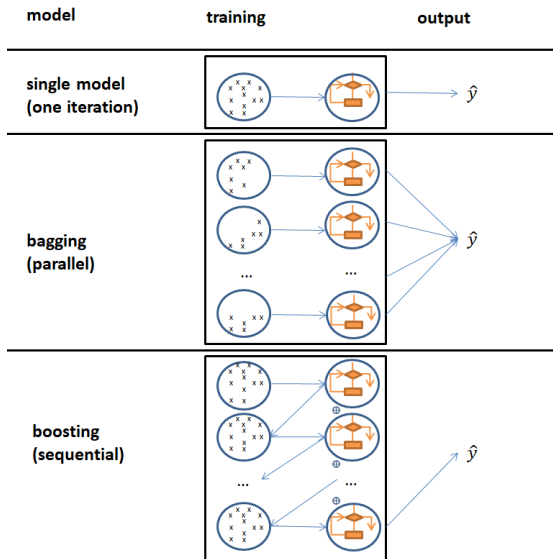 model training output
single model
(one iteration)
ŷ
bagging
(parallel)
... ...
ŷ
boosting
(sequential)
⊕
⊕
... ...
⊕
ŷ